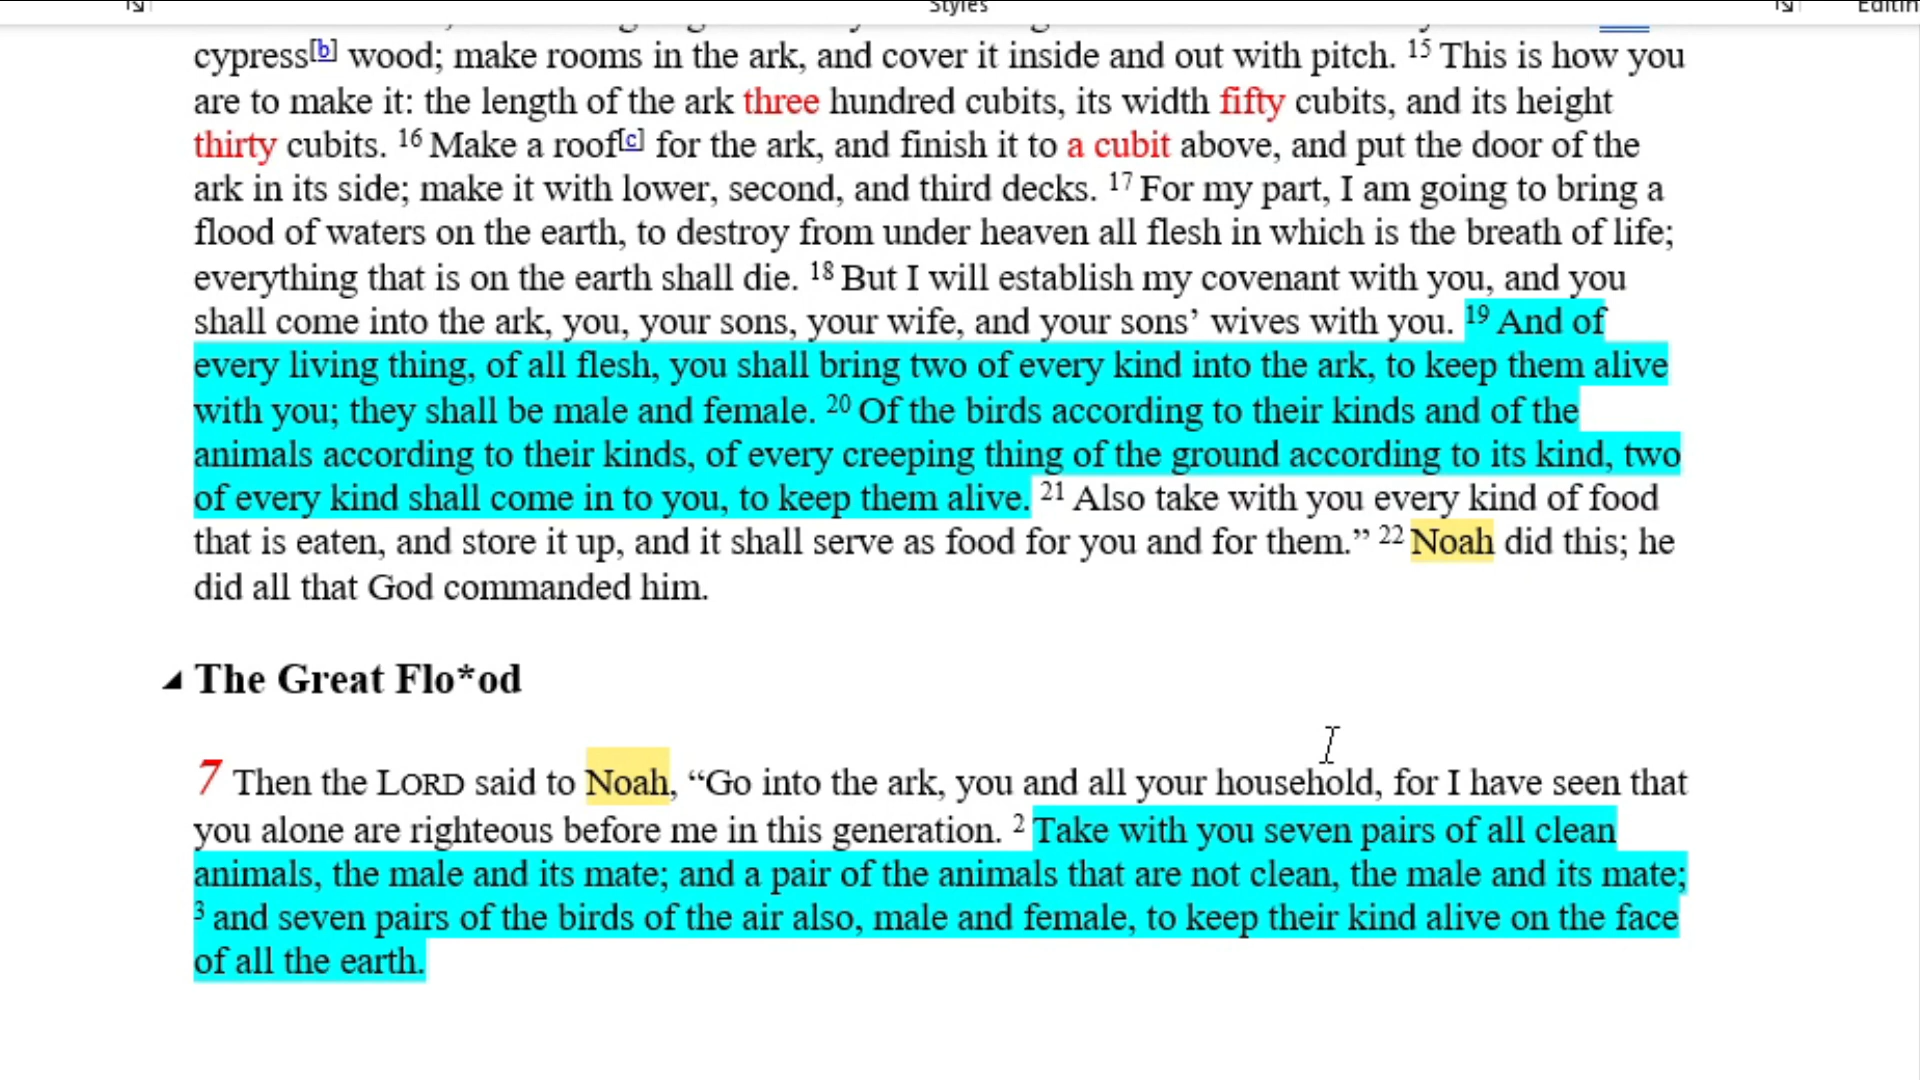 Styles
cypress[b] wood; make rooms in the ark, and cover it inside and out with pitch. 15 This is how you
are to make it: the length of the ark three hundred cubits, its width fifty cubits, and its height
thirty cubits. 16 Make a roof[c] for the ark, and finish it to a cubit above, and put the door of the
ark in its side; make it with lower, second, and third decks. 17 For my part, I am going to bring a
flood of waters on the earth, to destroy from under heaven all flesh in which is the breath of life;
everything that is on the earth shall die. 18 But I will establish my covenant with you, and you
shall come into the ark, you, your sons, your wife, and your sons’ wives with you. 19 And of
every living thing, of all flesh, you shall bring two of every kind into the ark, to keep them alive
with you; they shall be male and female. 20 Of the birds according to their kinds and of the
animals according to their kinds, of every creeping thing of the ground according to its kind, two
of every kind shall come in to you, to keep them alive. 21 Also take with you every kind of food
that is eaten, and store it up, and it shall serve as food for you and for them.” 22 Noah did this; he
did all that God commanded him.
The Great Flo*od
7 Then the LORD said to Noah, “Go into the ark, you and all your household, for I have seen that
you alone are righteous before me in this generation. 2 Take with you seven pairs of all clean
animals, the male and its mate; and a pair of the animals that are not clean, the male and its mate;
3 and seven pairs of the birds of the air also, male and female, to keep their kind alive on the face
of all the earth.